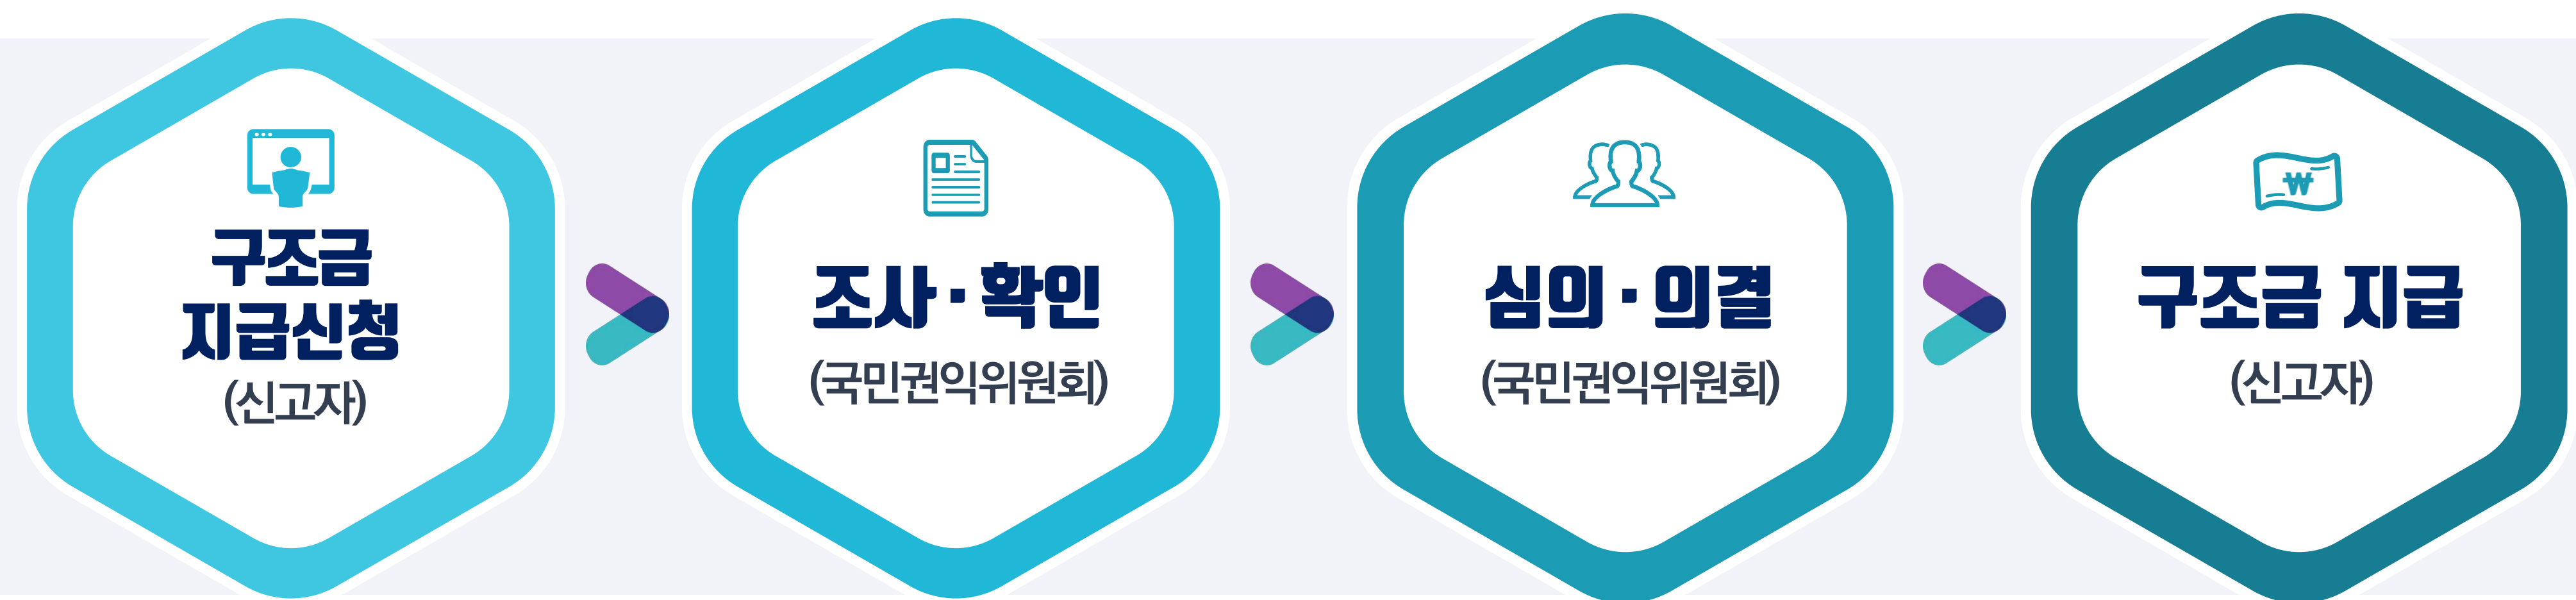 구조금
지급신청
(신고자)
조사·확인
(국민권익위원회)
심의·의결
(국민권익위원회)
₩
구조금 지급
(신고자)